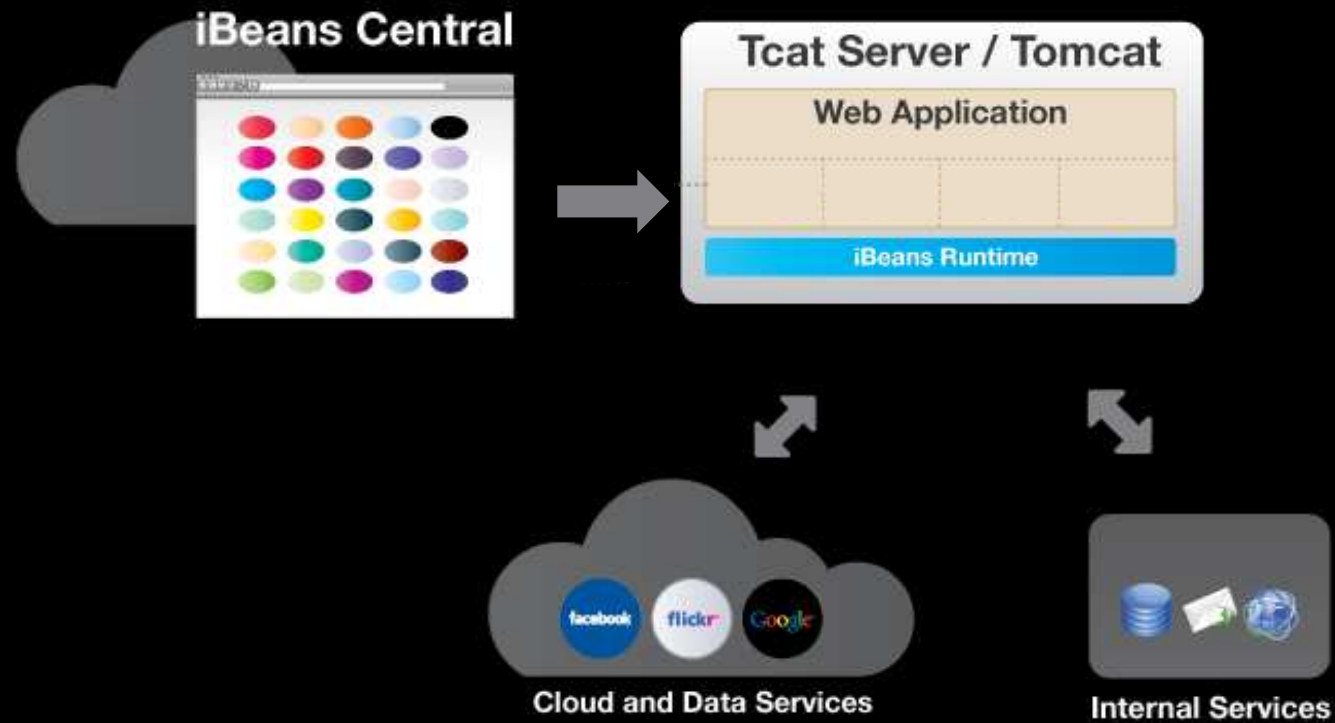 iBeans Central
Tcat Server / Tomcat
Web Application
iBeans Runtime
facebook
flickr
Google
Cloud and Data Services
Internal Services